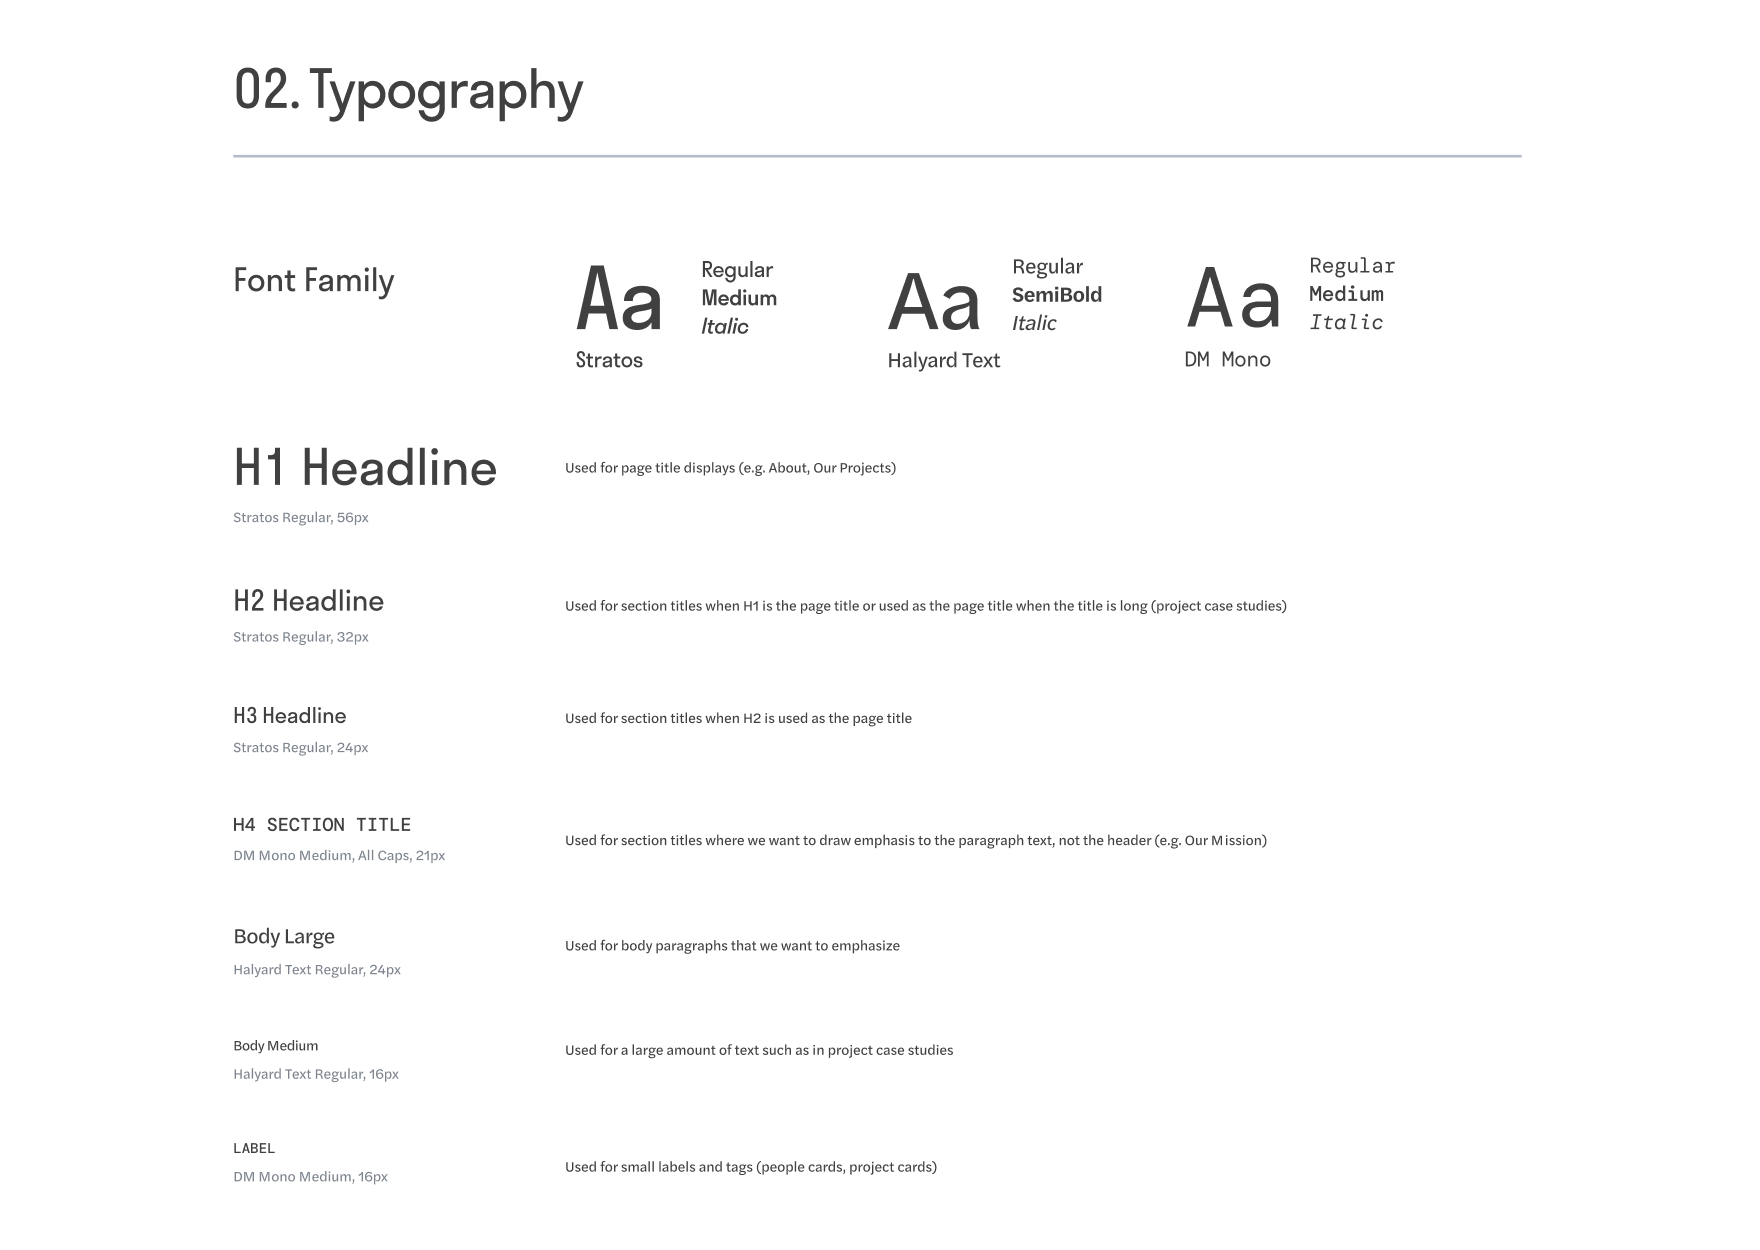 02. Typography
Font Family
Aa
Regular
Medium
Italic
Stratos
Aa
Regular
SemiBold
Italic
Halyard Text
Aa
Regular
Medium
Italic
DM Mono
H1 Headline
Stratos Regular, 56px
Used for page title displays (e.g. About, Our Projects)
H2 Headline
Stratos Regular, 32px
Used for section titles when H1 is the page title or used as the page title when the title is long (project case studies)
H3 Headline
Stratos Regular, 24px
Used for section titles when H2 is used as the page title
H4 SECTION TITLE
DM Mono Medium, All Caps, 21px
Used for section titles where we want to draw emphasis to the paragraph text, not the header (e.g. Our Mission)
Body Large
Halyard Text Regular, 24px
Used for body paragraphs that we want to emphasize
Body Medium
Halyard Text Regular, 16px
Used for a large amount of text such as in project case studies
LABEL
DM Mono Medium, 16px
Used for small labels and tags (people cards, project cards)